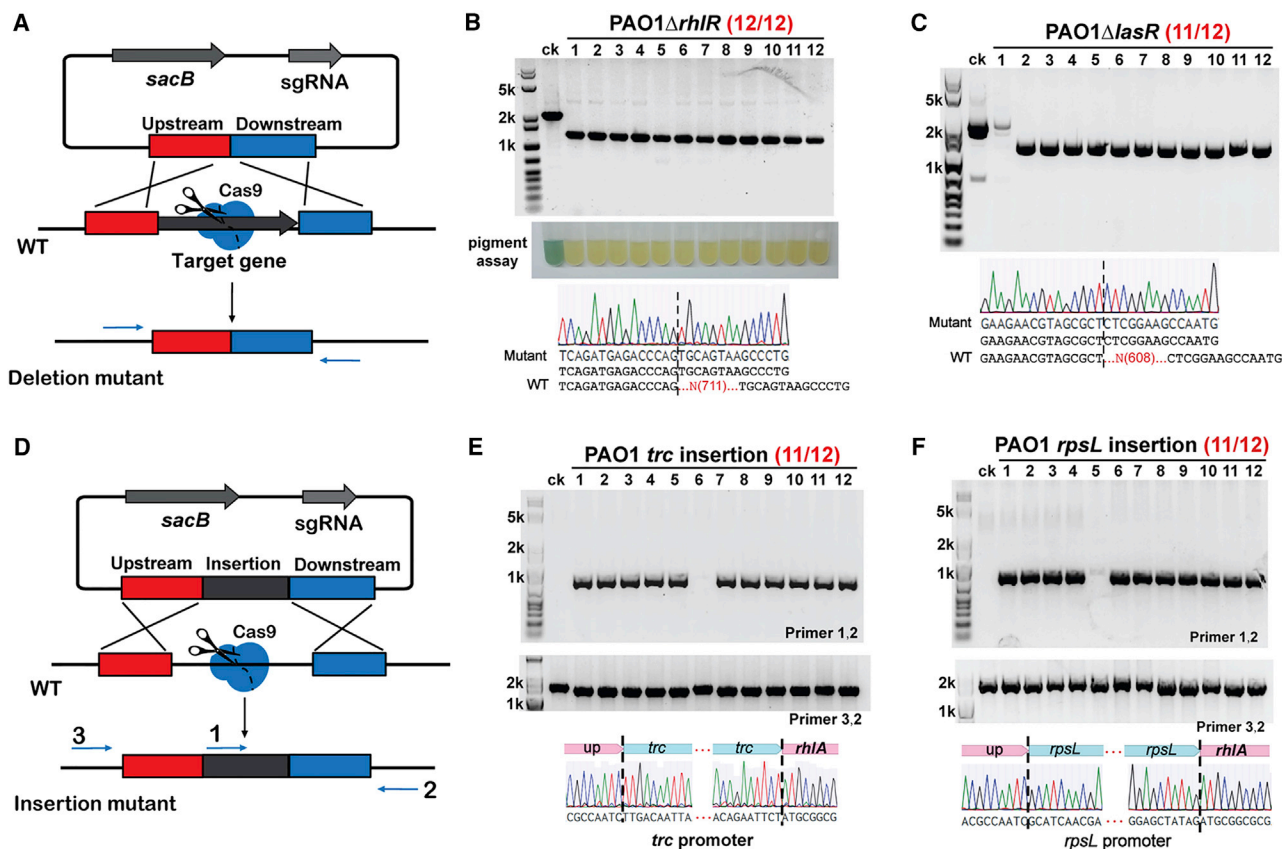 A
sacB
sgRNA
Upstream Downstream
Cas9
WT
Target gene
Deletion mutant
B
PAO1ΔrhlR (12/12)
ck 1 2 3 4 5 6 7 8 9 10 11 12
5k
2k
1k
pigment
assay
Mutant TCAGATGAGACCCAGTGCAGTAAGCCCTG
TCAGATGAGACCCAGTGCAGTAAGCCCTG
WT TCAGATGAGACCCAG...N(711)...TGCAGTAAGCCCTG
C
PAO1ΔlasR (11/12)
ck 1 2 3 4 5 6 7 8 9 10 11 12
5k
2k
1k
Mutant GAAGAACGTAGCGCTCTCGGAAGCCAATG
GAAGAACGTAGCGCTCTCGGAAGCCAATG
WT GAAGAACGTAGCGCT...N(608)...CTCGGAAGCCAATG
D
sacB
sgRNA
Upstream Insertion Downstream
Cas9
WT
3 1
2
Insertion mutant
E
PAO1 trc insertion (11/12)
ck 1 2 3 4 5 6 7 8 9 10 11 12
5k
2k
1k
Primer 1,2
2k
1k
Primer 3,2
up trc ... trc rhlA
CGCCAATCTTGACAATTA ... ACAGAATTCTATGCGGCG
trc promoter
F
PAO1 rpsL insertion (11/12)
ck 1 2 3 4 5 6 7 8 9 10 11 12
5k
2k
1k
Primer 1,2
2k
1k
Primer 3,2
up rpsL ... rpsL rhlA
ACGCCAATCGCATCAACGA ... GGAGCTATAGATGCGGCGCG
rpsL promoter